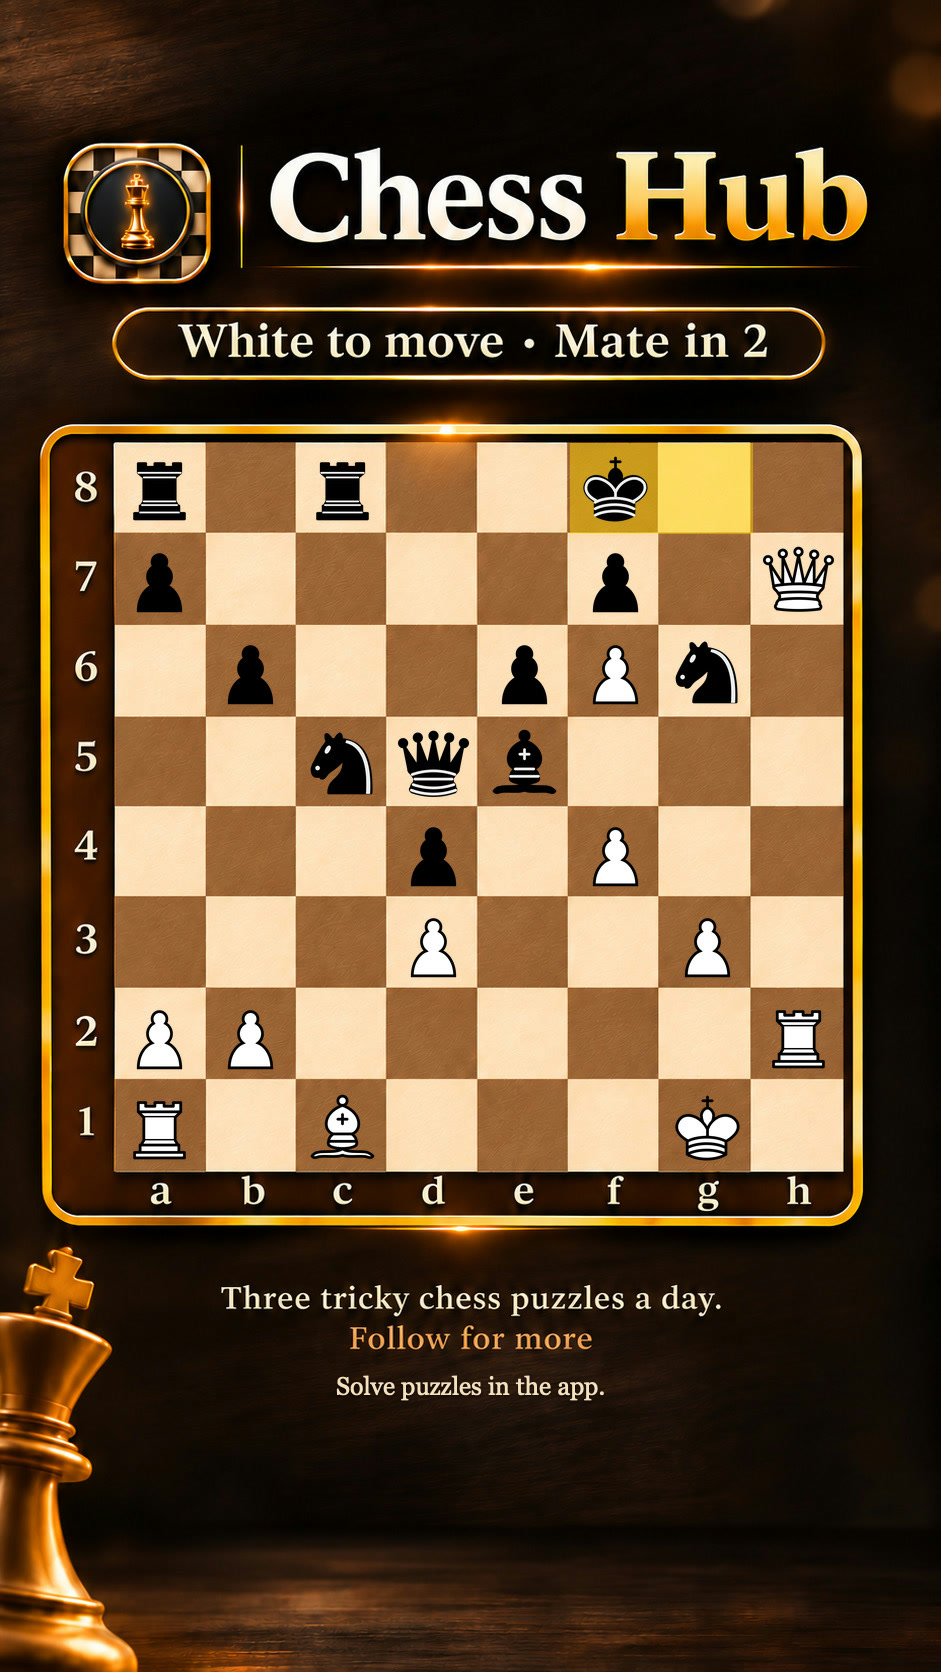 Chess Hub
White to move • Mate in 2
8
7
6
5
4
3
2
1
a b c d e f g h
Three tricky chess puzzles a day.
Follow for more
Solve puzzles in the app.